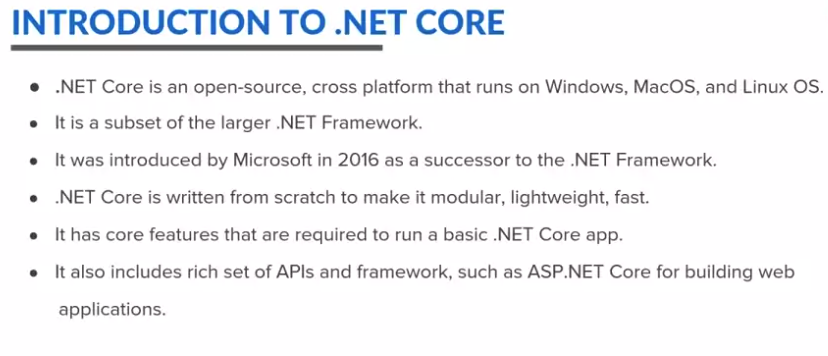 INTRODUCTION TO .NET CORE
• .NET Core is an open-source, cross platform that runs on Windows, MacOS, and Linux OS.
• It is a subset of the larger .NET Framework.
• It was introduced by Microsoft in 2016 as a successor to the .NET Framework.
• .NET Core is written from scratch to make it modular, lightweight, fast.
• It has core features that are required to run a basic .NET Core app.
• It also includes rich set of APIs and framework, such as ASP.NET Core for building web
applications.